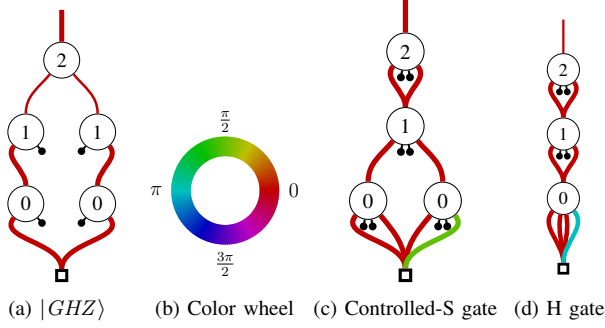 2
1 1
0 0
(a) |GHZ⟩
π/2
π 0
3π/2
(b) Color wheel
2
1
0 0
(c) Controlled-S gate
2
1
0
(d) H gate